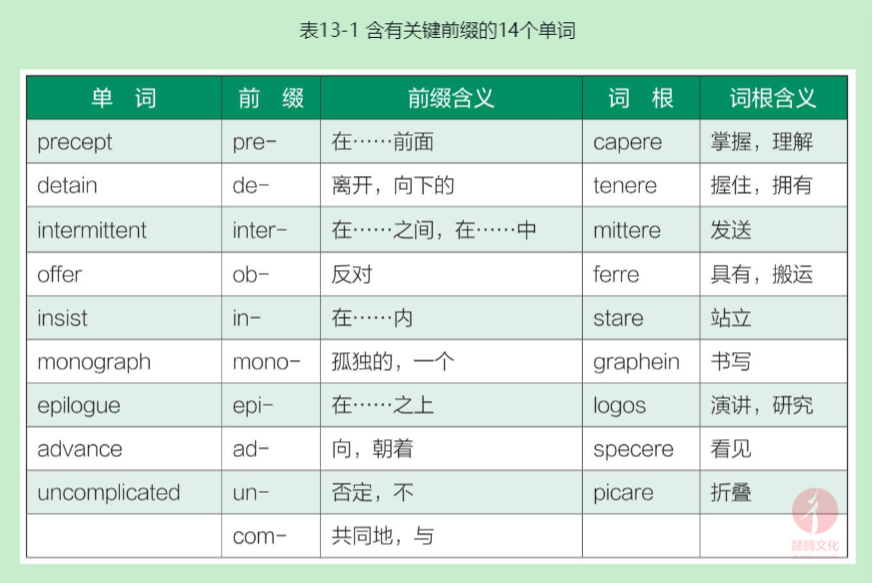 表13-1 含有关键前缀的14个单词
单 词 前 缀 前缀含义 词 根 词根含义
precept pre- 在……前面 capere 掌握，理解
detain de- 离开，向下的 tenere 握住，拥有
intermittent inter- 在……之间，在……中 mittere 发送
offer ob- 反对 ferre 具有，搬运
insist in- 在……内 stare 站立
monograph mono- 孤独的，一个 graphein 书写
epilogue epi- 在……之上 logos 演讲，研究
advance ad- 向，朝着 specere 看见
uncomplicated un- 否定，不 picare 折叠
com- 共同地，与
颉腾文化